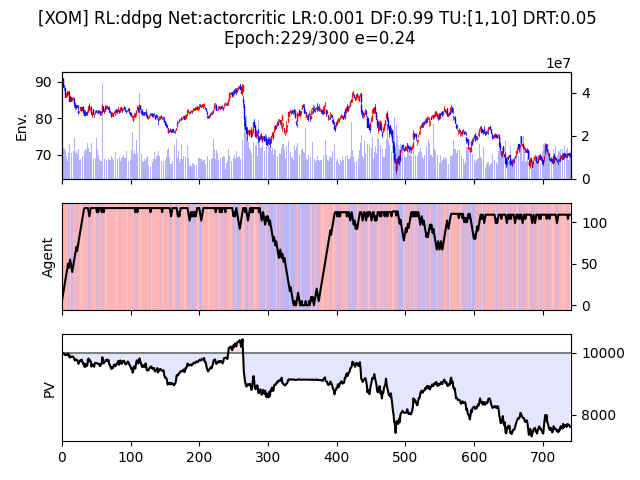 [XOM] RL:ddpg Net:actorcritic LR:0.001 DF:0.99 TU:[1,10] DRT:0.05
Epoch:229/300 e=0.24
1e7
Env.
90
80
70
4
2
0
Agent
100
50
0
PV
10000
8000
0 100 200 300 400 500 600 700